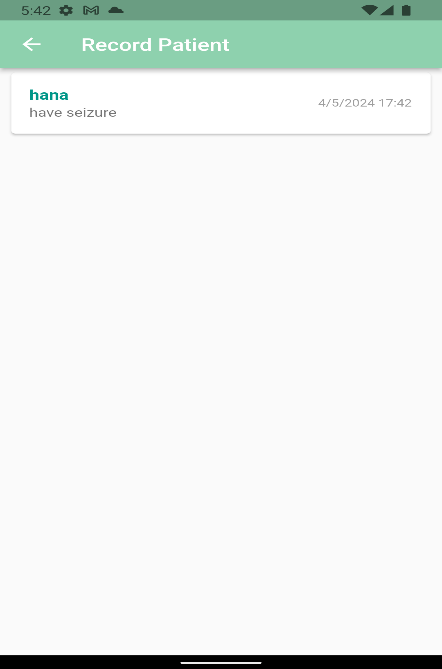 5:42
Record Patient
hana
have seizure
4/5/2024 17:42